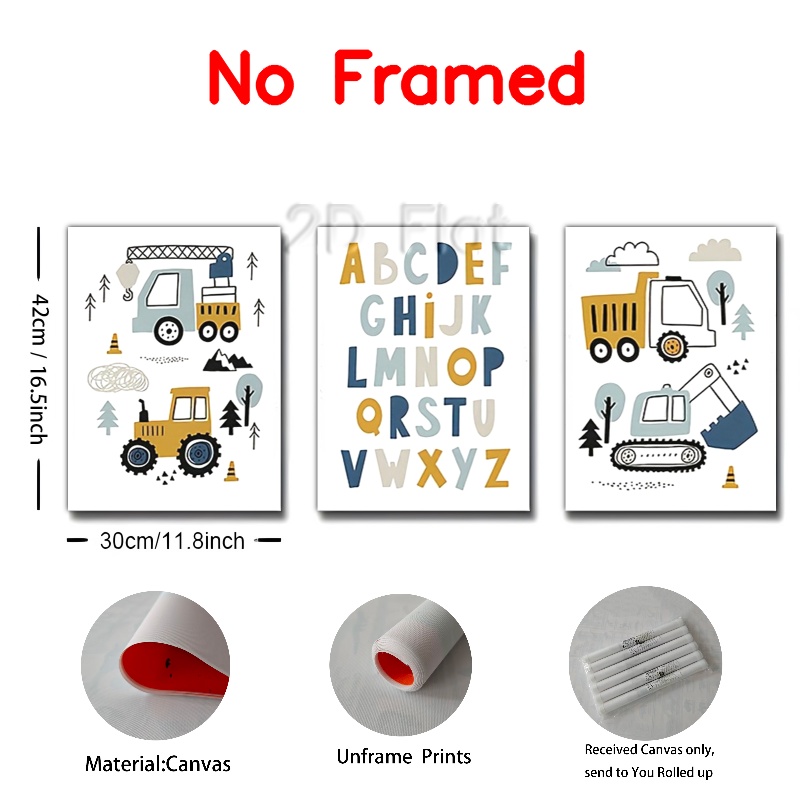 No Framed
2D Flat
42cm / 16.5inch
ABCDEF
GHiJK
LMNOP
QRSTU
VWXYZ
30cm/11.8inch
Material:Canvas
Unframe Prints
Received Canvas only,
send to You Rolled up